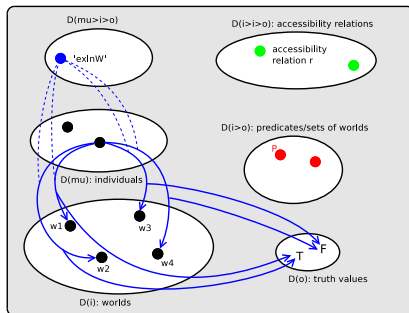 D(mu>i>o)
D(i>i>o): accessibility relations
'exInW'
accessibility
relation r
D(i>o): predicates/sets of worlds
P
D(mu): individuals
w3
w1
w4
w2
T
F
D(o): truth values
D(i): worlds